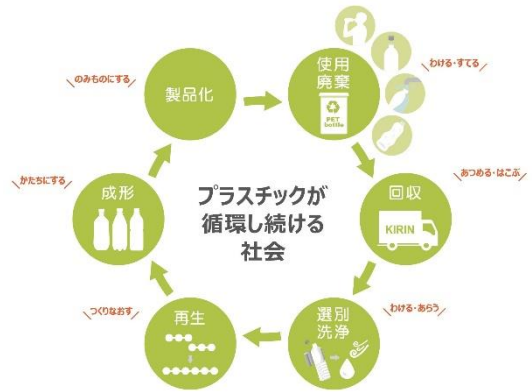 のみものにする
製品化
使用
廃棄
PET
bottle
わける・すてる
かたちにする
成形
プラスチックが
循環し続ける
社会
あつめる・はこぶ
回収
KIRIN
つくりなおす
再生
選別
洗浄
わける・あらう